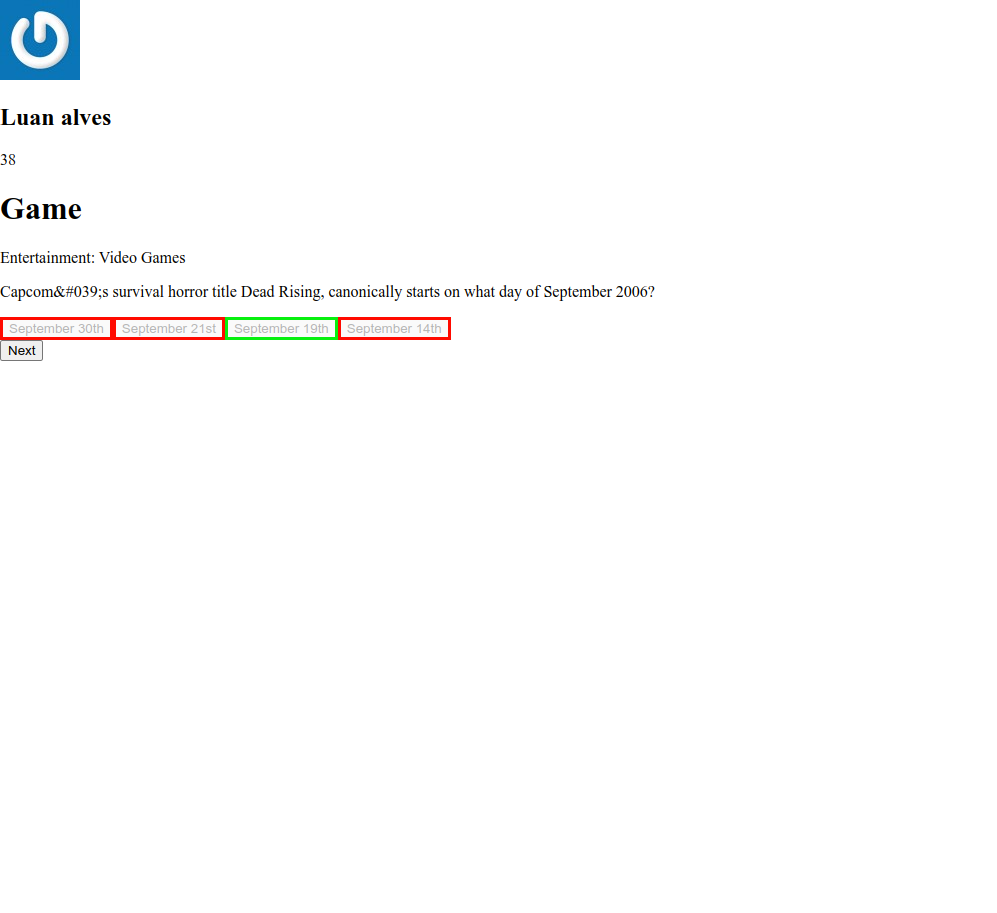 Luan alves
38
Game
Entertainment: Video Games
Capcom&#039;s survival horror title Dead Rising, canonically starts on what day of September 2006?
September 30th September 21st September 19th September 14th
Next